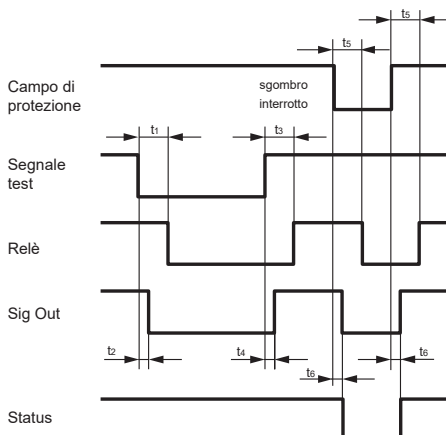 t5
t5
Campo di
protezione
sgombro
interrotto
t1
t3
Segnale
test
Relè
Sig Out
t2
t4
t6
t6
Status